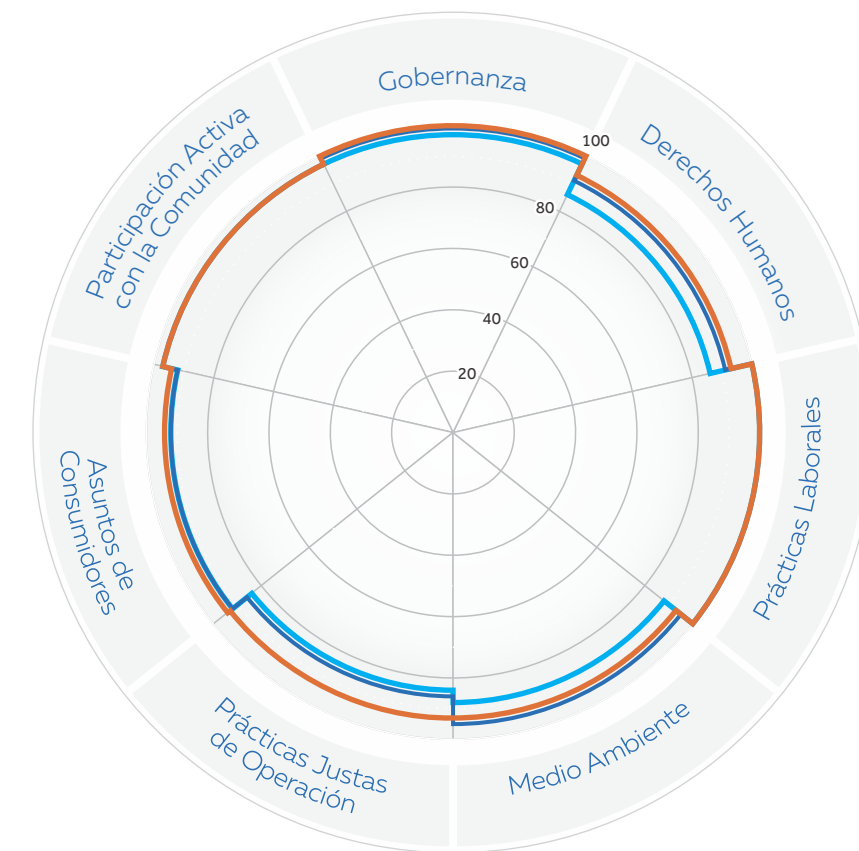 Gobernanza
Derechos Humanos
Prácticas Laborales
Medio Ambiente
Prácticas Justas
de Operación
Asuntos de
Consumidores
Participación Activa
con la Comunidad
100
80
60
40
20